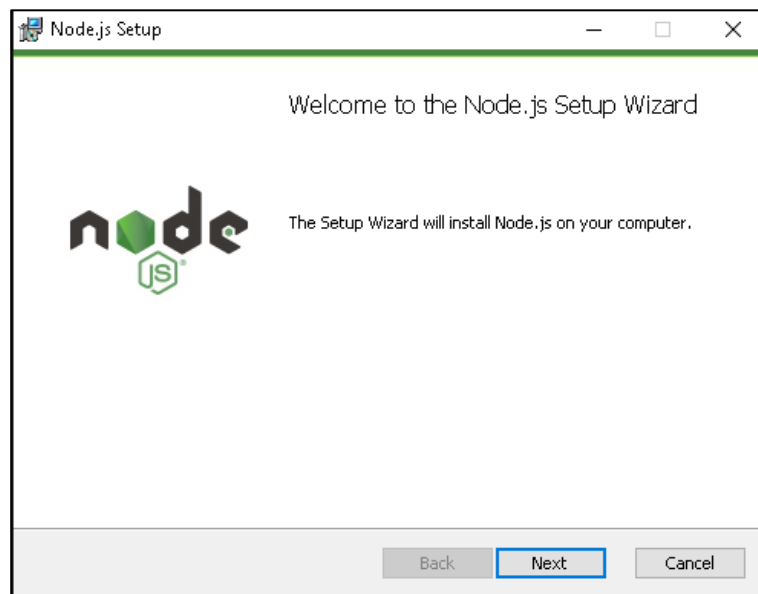 Node.js Setup
Welcome to the Node.js Setup Wizard
node
JS®
The Setup Wizard will install Node.js on your computer.
Back Next Cancel